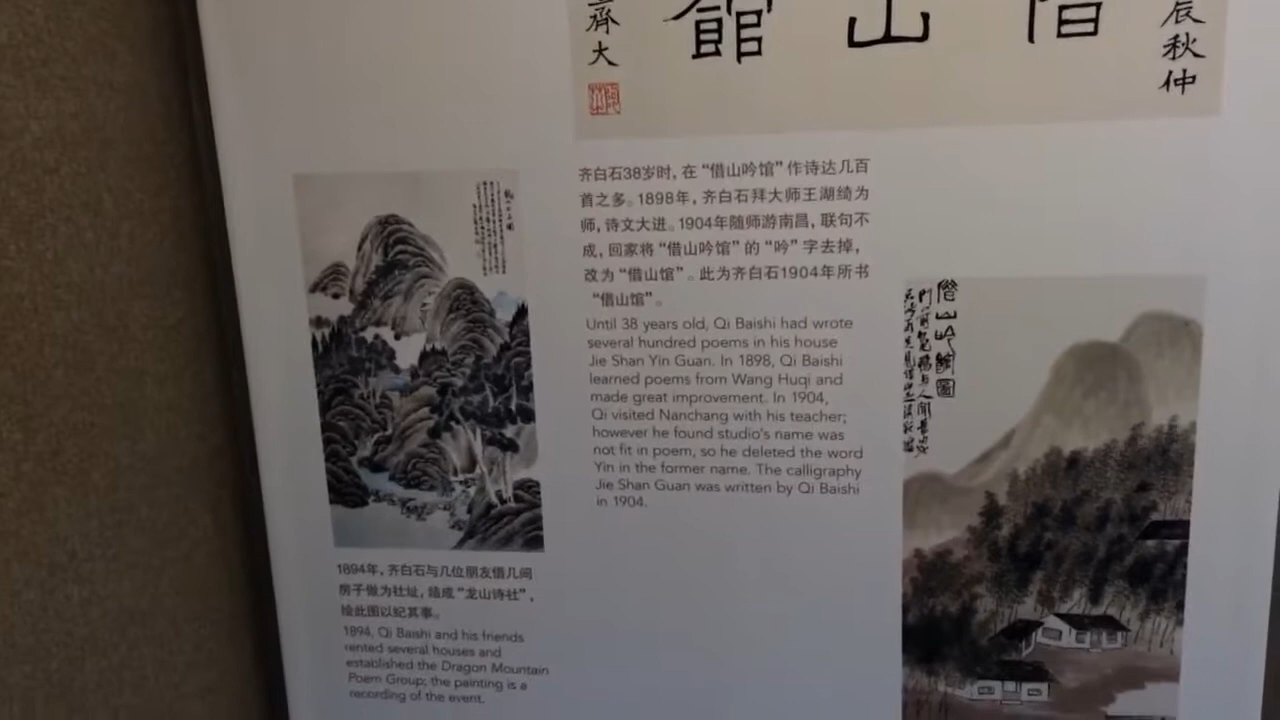 館 山 借
辰秋仲
齊大
齐白石38岁时，在“借山吟馆”作诗达几百
首之多。1898年，齐白石拜大师王湖绮为
师，诗文大进。1904年随师游南昌，联句不
成，回家将“借山吟馆”的“吟”字去掉，
改为“借山馆”。此为齐白石1904年所书
“借山馆”。
Until 38 years old, Qi Baishi had wrote
several hundred poems in his house
Jie Shan Yin Guan. In 1898, Qi Baishi
learned poems from Wang Huqi and
made great improvement. In 1904,
Qi visited Nanchang with his teacher;
however he found studio's name was
not fit in poem, so he deleted the word
Yin in the former name. The calligraphy
Jie Shan Guan was written by Qi Baishi
in 1904.
1894年，齐白石与几位朋友借几间
房子做为社址，结成“龙山诗社”，
绘此图以纪其事。
1894, Qi Baishi and his friends
rented several houses and
established the Dragon Mountain
Poem Group; the painting is a
recording of the event.
借山吟館圖